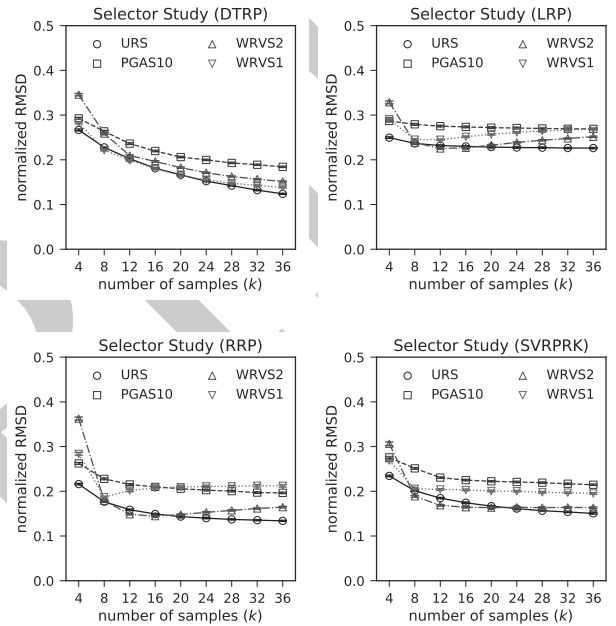 Selector Study (DTRP)
0.5
0.4
0.3
0.2
0.1
0.0
normalized RMSD
URS
PGAS10
WRVS2
WRVS1
4 8 12 16 20 24 28 32 36
number of samples (k)
Selector Study (LRP)
0.5
0.4
0.3
0.2
0.1
0.0
normalized RMSD
URS
PGAS10
WRVS2
WRVS1
4 8 12 16 20 24 28 32 36
number of samples (k)
Selector Study (RRP)
0.5
0.4
0.3
0.2
0.1
0.0
normalized RMSD
URS
PGAS10
WRVS2
WRVS1
4 8 12 16 20 24 28 32 36
number of samples (k)
Selector Study (SVRPRK)
0.5
0.4
0.3
0.2
0.1
0.0
normalized RMSD
URS
PGAS10
WRVS2
WRVS1
4 8 12 16 20 24 28 32 36
number of samples (k)